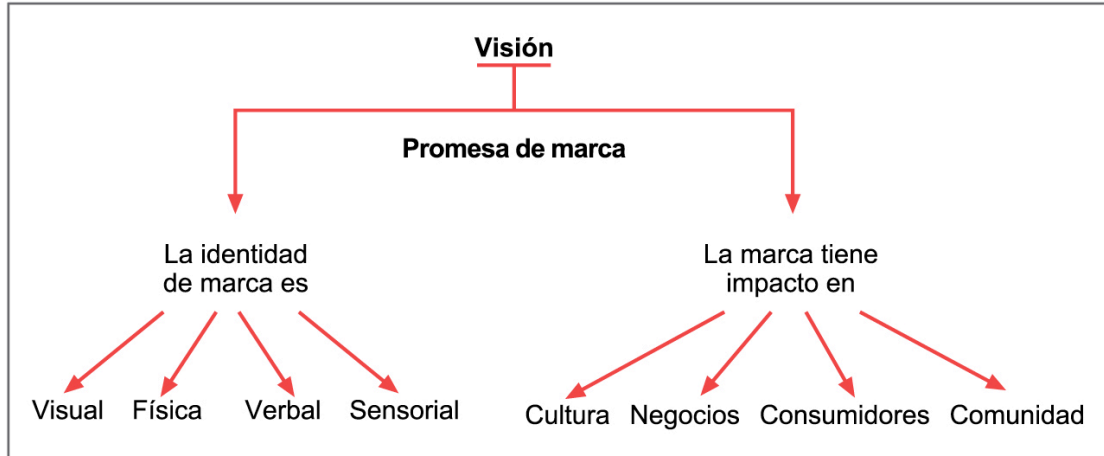 Visión
Promesa de marca
La identidad
de marca es
La marca tiene
impacto en
Visual Física Verbal Sensorial
Cultura Negocios Consumidores Comunidad